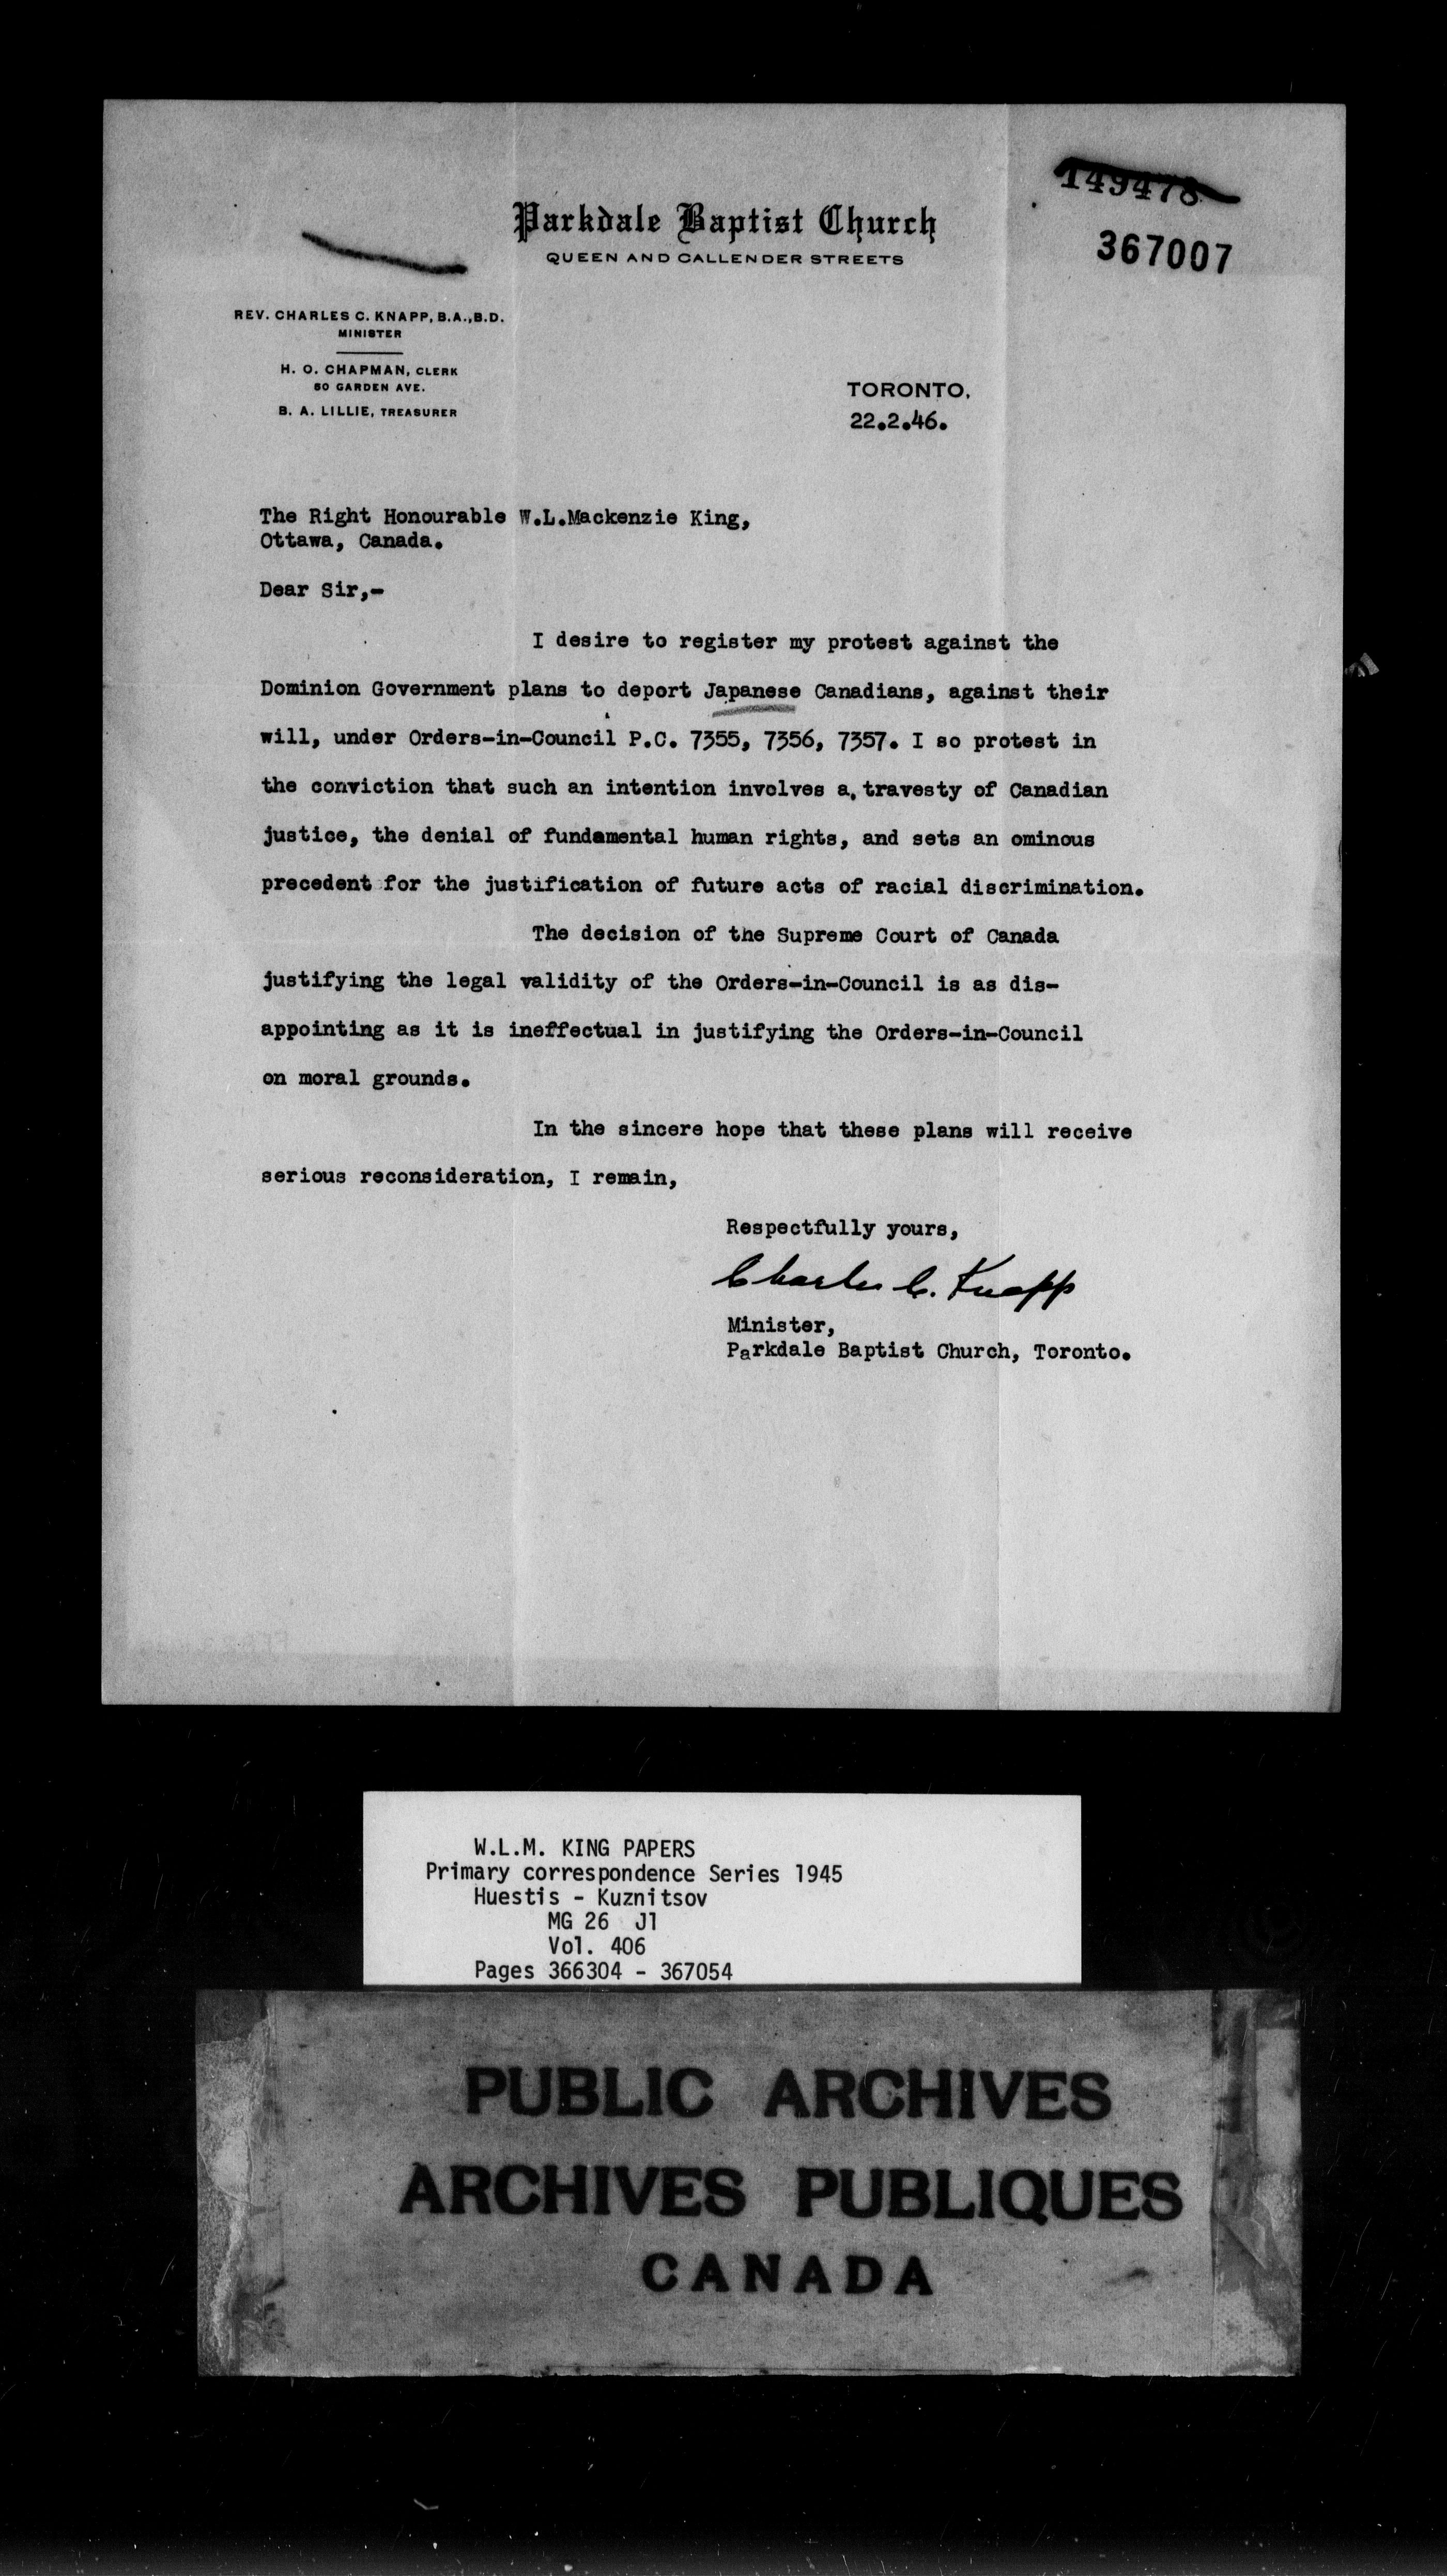 149478
367007
Parkdale Baptist Church
QUEEN AND CALLENDER STREETS
REV. CHARLES C. KNAPP, B.A.,B.D.
MINISTER
H. O. CHAPMAN, CLERK
80 GARDEN AVE.
B. A. LILLIE, TREASURER
TORONTO,
22.2.46.
The Right Honourable W.L.Mackenzie King,
Ottawa, Canada.
Dear Sir,-
I desire to register my protest against the
Dominion Government plans to deport Japanese Canadians, against their
will, under Orders-in-Council P.C. 7355, 7356, 7357. I so protest in
the conviction that such an intention involves a travesty of Canadian
justice, the denial of fundamental human rights, and sets an ominous
precedent for the justification of future acts of racial discrimination.
The decision of the Supreme Court of Canada
justifying the legal validity of the Orders-in-Council is as dis-
appointing as it is ineffectual in justifying the Orders-in-Council
on moral grounds.
In the sincere hope that these plans will receive
serious reconsideration, I remain,
Respectfully yours,
Charles C. Knapp
Minister,
Parkdale Baptist Church, Toronto.
W.L.M. KING PAPERS
Primary correspondence Series 1945
Huestis - Kuznitsov
MG 26 J1
Vol. 406
Pages 366304 - 367054
PUBLIC ARCHIVES
ARCHIVES PUBLIQUES
CANADA